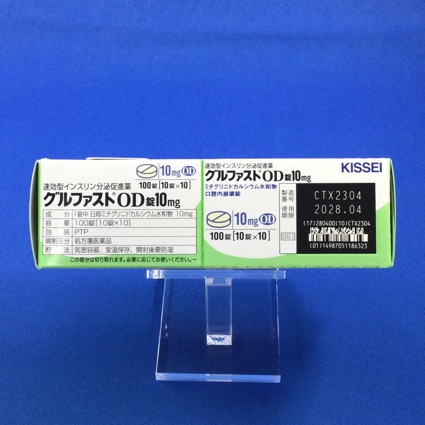 速効型インスリン分泌促進薬
グルファスト®OD錠10mg
10mg OD
100錠[10錠×10]
成 分 1錠中 日局ミチグリニドカルシウム水和物 10mg
容 量 100錠[10錠×10]
包 装 PTP
規制区分 処方箋医薬品
貯 法 気密容器、室温保存、開封後要防湿
この部分は切り取れます。必要に応じてお使いください。
速効型インスリン分泌促進薬
グルファスト®OD錠10mg
ミチグリニドカルシウム水和物
口腔内崩壊錠
10mg OD
100錠[10錠×10]
KISSEI
製造番号 CTX2304
使用期限 2028.04
(17)280400(10)CTX2304
GS1
(01)14987051186323